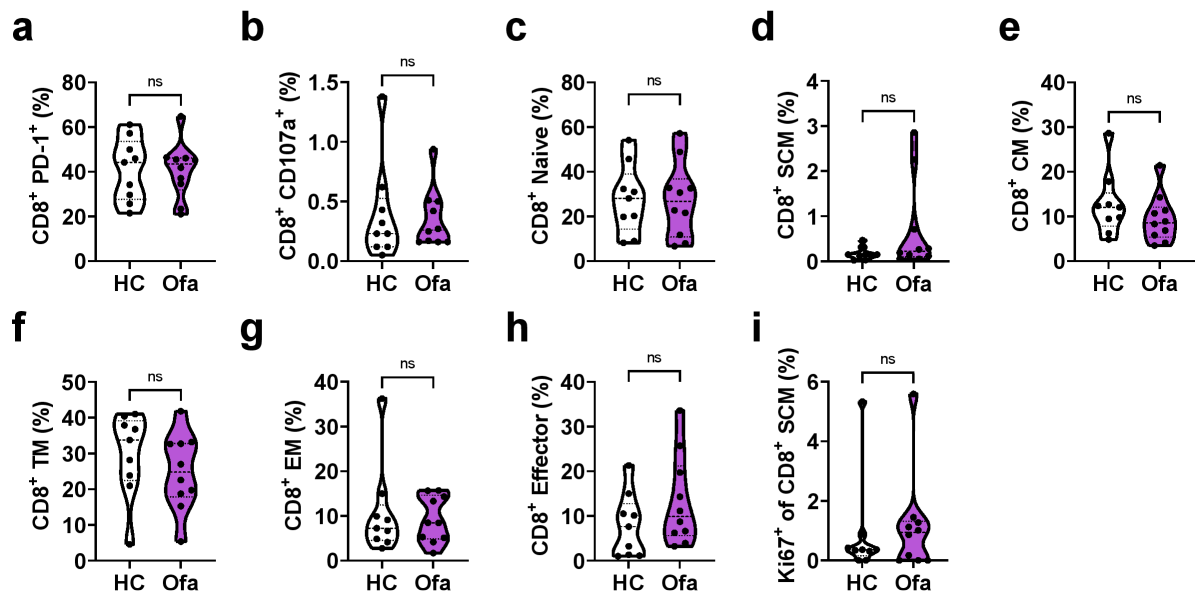 a
CD8⁺ PD-1⁺ (%)
80
60
40
20
0
ns
HC Ofa
b
CD8⁺ CD107a⁺ (%)
1.5
1.0
0.5
0.0
ns
HC Ofa
c
CD8⁺ Naive (%)
80
60
40
20
0
ns
HC Ofa
d
CD8⁺ SCM (%)
4
3
2
1
0
ns
HC Ofa
e
CD8⁺ CM (%)
40
30
20
10
0
ns
HC Ofa
f
CD8⁺ TM (%)
50
40
30
20
10
0
ns
HC Ofa
g
CD8⁺ EM (%)
40
30
20
10
0
ns
HC Ofa
h
CD8⁺ Effector (%)
40
30
20
10
0
ns
HC Ofa
i
Ki67⁺ of CD8⁺ SCM (%)
6
4
2
0
ns
HC Ofa